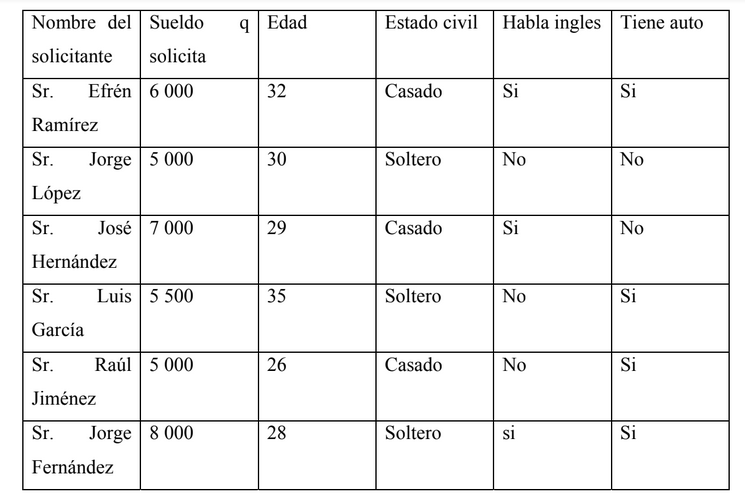 Nombre del solicitante | Sueldo q solicita | Edad | Estado civil | Habla ingles | Tiene auto
Sr. Efrén Ramírez | 6 000 | 32 | Casado | Si | Si
Sr. Jorge López | 5 000 | 30 | Soltero | No | No
Sr. José Hernández | 7 000 | 29 | Casado | Si | No
Sr. Luis García | 5 500 | 35 | Soltero | No | Si
Sr. Raúl Jiménez | 5 000 | 26 | Casado | No | Si
Sr. Jorge Fernández | 8 000 | 28 | Soltero | si | Si